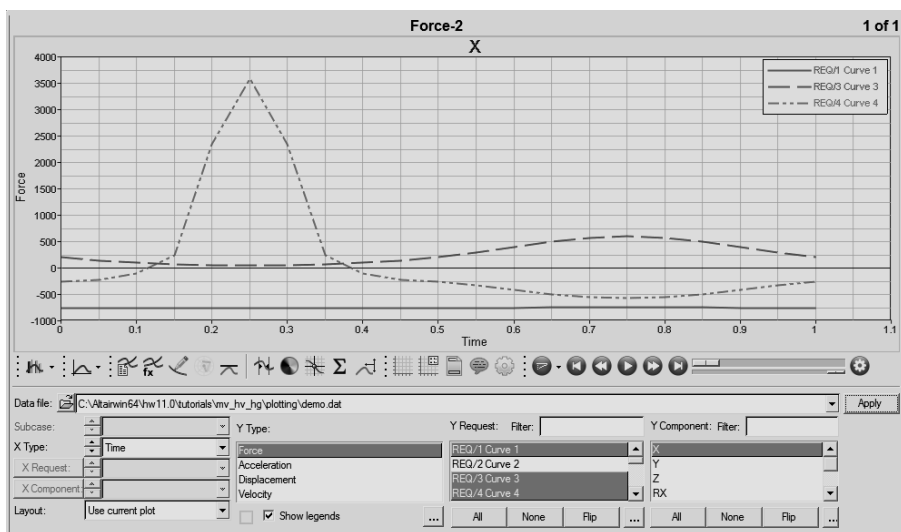 Force-2
1 of 1
X
REQ/1 Curve 1
REQ/3 Curve 3
REQ/4 Curve 4
4000
3500
3000
2500
2000
1500
1000
500
0
-500
-1000
Force
0 0.1 0.2 0.3 0.4 0.5 0.6 0.7 0.8 0.9 1 1.1
Time
fx Σ
Data file: C:\Altairwin64\hw11.0\tutorials\mv_hv_hg\plotting\demo.dat Apply
Subcase: Y Type: Y Request: Filter: Y Component: Filter:
X Type: Time
X Request:
X Component:
Layout: Use current plot
Force
Acceleration
Displacement
Velocity
Show legends ...
REQ/1 Curve 1
REQ/2 Curve 2
REQ/3 Curve 3
REQ/4 Curve 4
All None Flip ...
X
Y
Z
RX
All None Flip ...